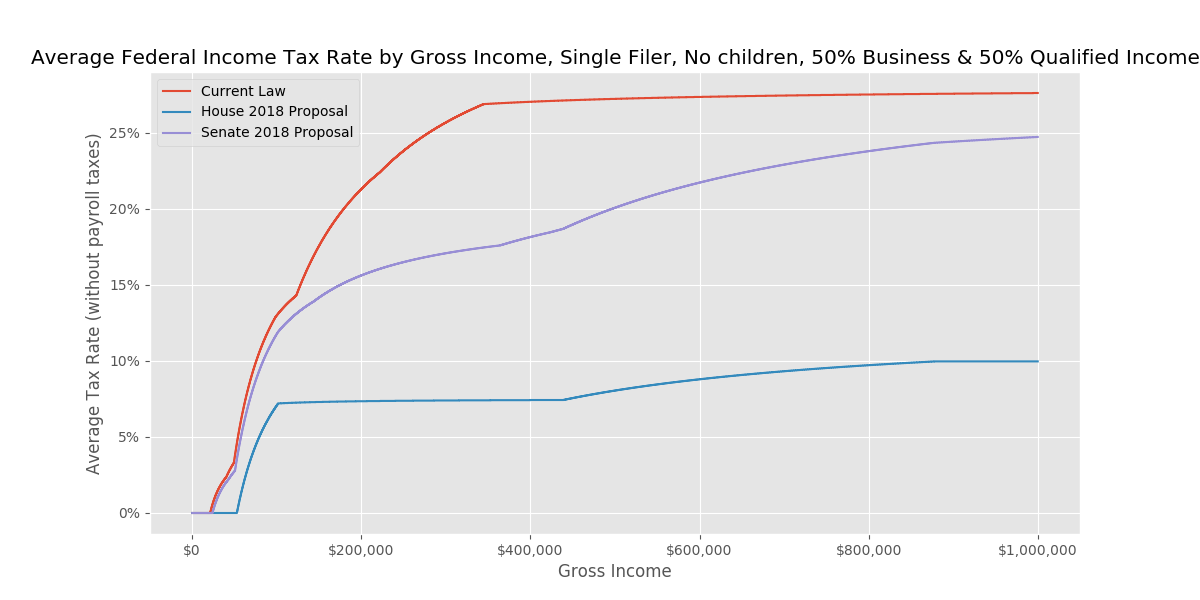 Average Federal Income Tax Rate by Gross Income, Single Filer, No children, 50% Business & 50% Qualified Income
Current Law
House 2018 Proposal
Senate 2018 Proposal
Average Tax Rate (without payroll taxes)
25%
20%
15%
10%
5%
0%
$0 $200,000 $400,000 $600,000 $800,000 $1,000,000
Gross Income